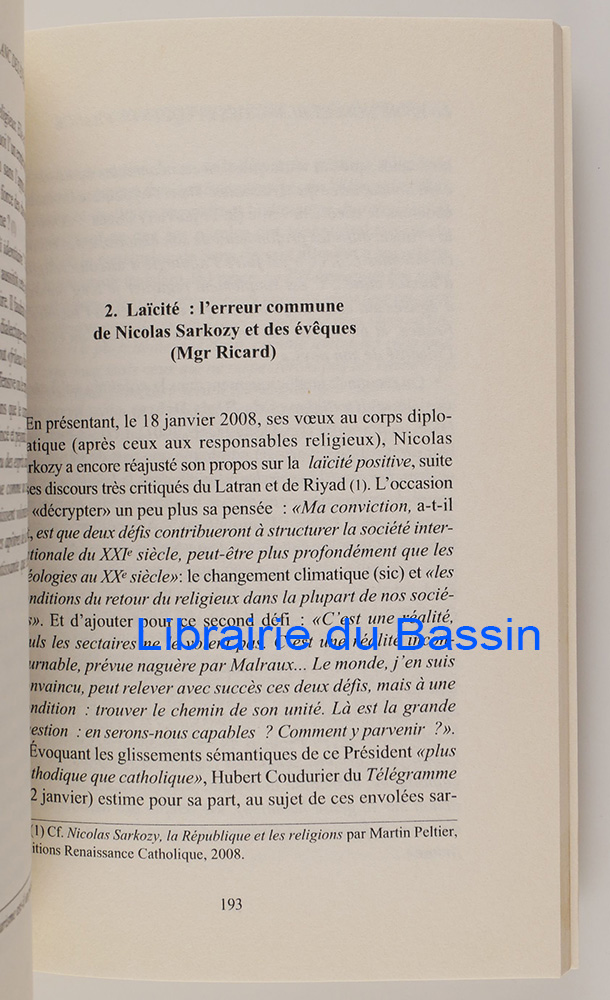 2. Laïcité : l'erreur commune
de Nicolas Sarkozy et des évêques
(Mgr Ricard)
En présentant, le 18 janvier 2008, ses vœux au corps diplo-
atique (après ceux aux responsables religieux), Nicolas
rkozy a encore réajusté son propos sur la laïcité positive, suite
es discours très critiqués du Latran et de Riyad (1). L'occasion
«décrypter» un peu plus sa pensée : «Ma conviction, a-t-il
, est que deux défis contribueront à structurer la société inter-
tionale du XXIe siècle, peut-être plus profondément que les
éologies au XXe siècle»: le changement climatique (sic) et «les
nditions du retour du religieux dans la plupart de nos socié-
s». Et d'ajouter pour ce second défi : «C'est une réalité,
uls les sectaires ne le voient pas. C'est une réalité incon-
urnable, prévue naguère par Malraux... Le monde, j'en suis
nvaincu, peut relever avec succès ces deux défis, mais à une
ndition : trouver le chemin de son unité. Là est la grande
estion : en serons-nous capables ? Comment y parvenir ?».
Évoquant les glissements sémantiques de ce Président «plus
thodique que catholique», Hubert Coudurier du Télégramme
2 janvier) estime pour sa part, au sujet de ces envolées sar-
(1) Cf. Nicolas Sarkozy, la République et les religions par Martin Peltier,
itions Renaissance Catholique, 2008.
193
Librairie du Bassin